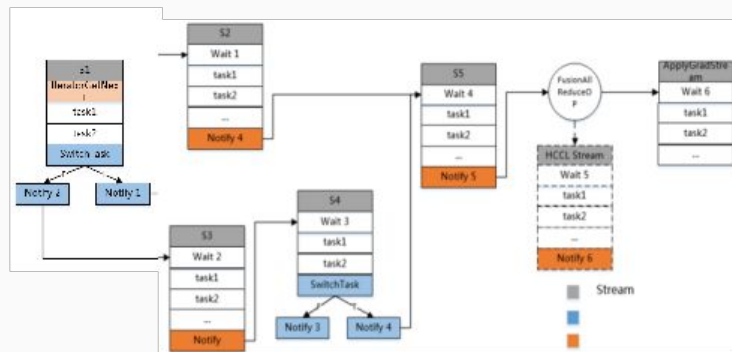 S1
IteratorGetNext
task1
task2
SwitchTask
Notify 2
Notify 1
S2
Wait 1
task1
task2
...
Notify 4
S3
Wait 2
task1
task2
...
Notify
S4
Wait 3
task1
task2
SwitchTask
Notify 3
Notify 4
S5
Wait 4
task1
task2
...
Notify 5
FusionAll
ReduceO
P
HCCL Stream
Wait 5
task1
task2
...
Notify 6
ApplyGradStre
am
Wait 6
task1
task2
...
Stream